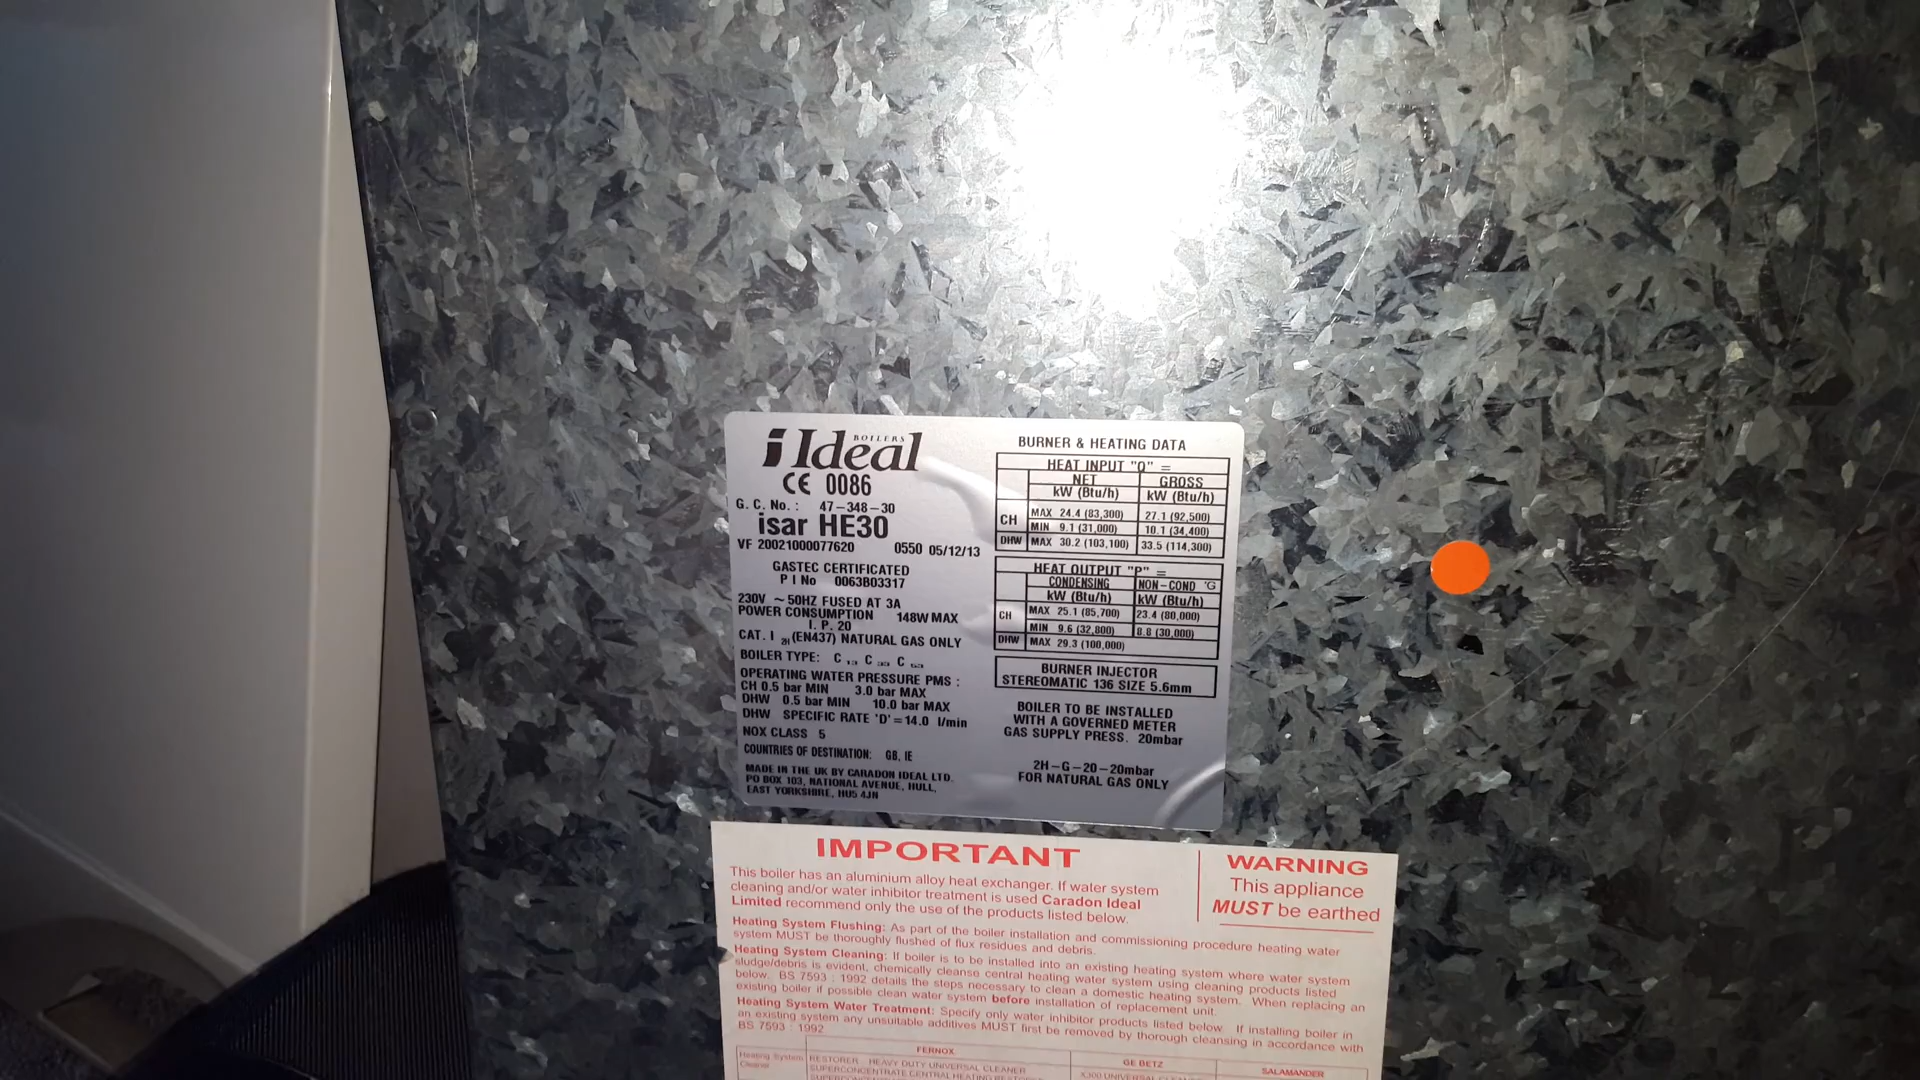 BOILERS
i Ideal
CE 0086
G. C. No. : 47-348-30
isar HE30
VF 20021000077620 0550 05/12/13
GASTEC CERTIFICATED
P I No 0063B03317
230V ~ 50HZ FUSED AT 3A
POWER CONSUMPTION 148W MAX
I. P. 20
CAT. I 2H (EN437) NATURAL GAS ONLY
BOILER TYPE: C C C
OPERATING WATER PRESSURE PMS :
CH 0.5 bar MIN 3.0 bar MAX
DHW 0.5 bar MIN 10.0 bar MAX
DHW SPECIFIC RATE 'D' = 14.0 l/min
NOX CLASS 5
COUNTRIES OF DESTINATION: GB, IE
MADE IN THE UK BY CARADON IDEAL LTD.
PO BOX 103, NATIONAL AVENUE, HULL,
EAST YORKSHIRE, HU5 4JN
BURNER & HEATING DATA
HEAT INPUT "Q" =
NET GROSS
kW (Btu/h) kW (Btu/h)
CH MAX 24.4 (83,300) 27.1 (92,500)
MIN 9.1 (31,000) 10.1 (34,400)
DHW MAX 30.2 (103,100) 33.5 (114,300)
HEAT OUTPUT "P" =
CONDENSING NON-COND 'G
kW (Btu/h) kW (Btu/h)
CH MAX 25.1 (85,700) 23.4 (80,000)
MIN 9.6 (32,800) 8.8 (30,000)
DHW MAX 29.3 (100,000)
BURNER INJECTOR
STEREOMATIC 136 SIZE 5.6mm
BOILER TO BE INSTALLED
WITH A GOVERNED METER
GAS SUPPLY PRESS. 20mbar
2H-G-20-20mbar
FOR NATURAL GAS ONLY
IMPORTANT
This boiler has an aluminium alloy heat exchanger. If water system
cleaning and/or water inhibitor treatment is used Caradon Ideal
Limited recommend only the use of the products listed below.
WARNING
This appliance
MUST be earthed
Heating System Flushing: As part of the boiler installation and commissioning procedure heating water
system MUST be thoroughly flushed of flux residues and debris.
Heating System Cleaning: If boiler is to be installed into an existing heating system where water system
sludge/debris is evident, chemically cleanse central heating water system using cleaning products listed
below. BS 7593 : 1992 details the steps necessary to clean a domestic heating system. When replacing an
existing boiler if possible clean water system before installation of replacement unit.
Heating System Water Treatment: Specify only water inhibitor products listed below. If installing boiler in
an existing system any unsuitable additives MUST first be removed by thorough cleansing in accordance with
BS 7593 : 1992
FERNOX GE BETZ SALAMANDER
Heating System
Cleaner
RESTORER - HEAVY DUTY UNIVERSAL CLEANER
SUPERCONCENTRATE CENTRAL HEATING
X300 UNIVERSAL